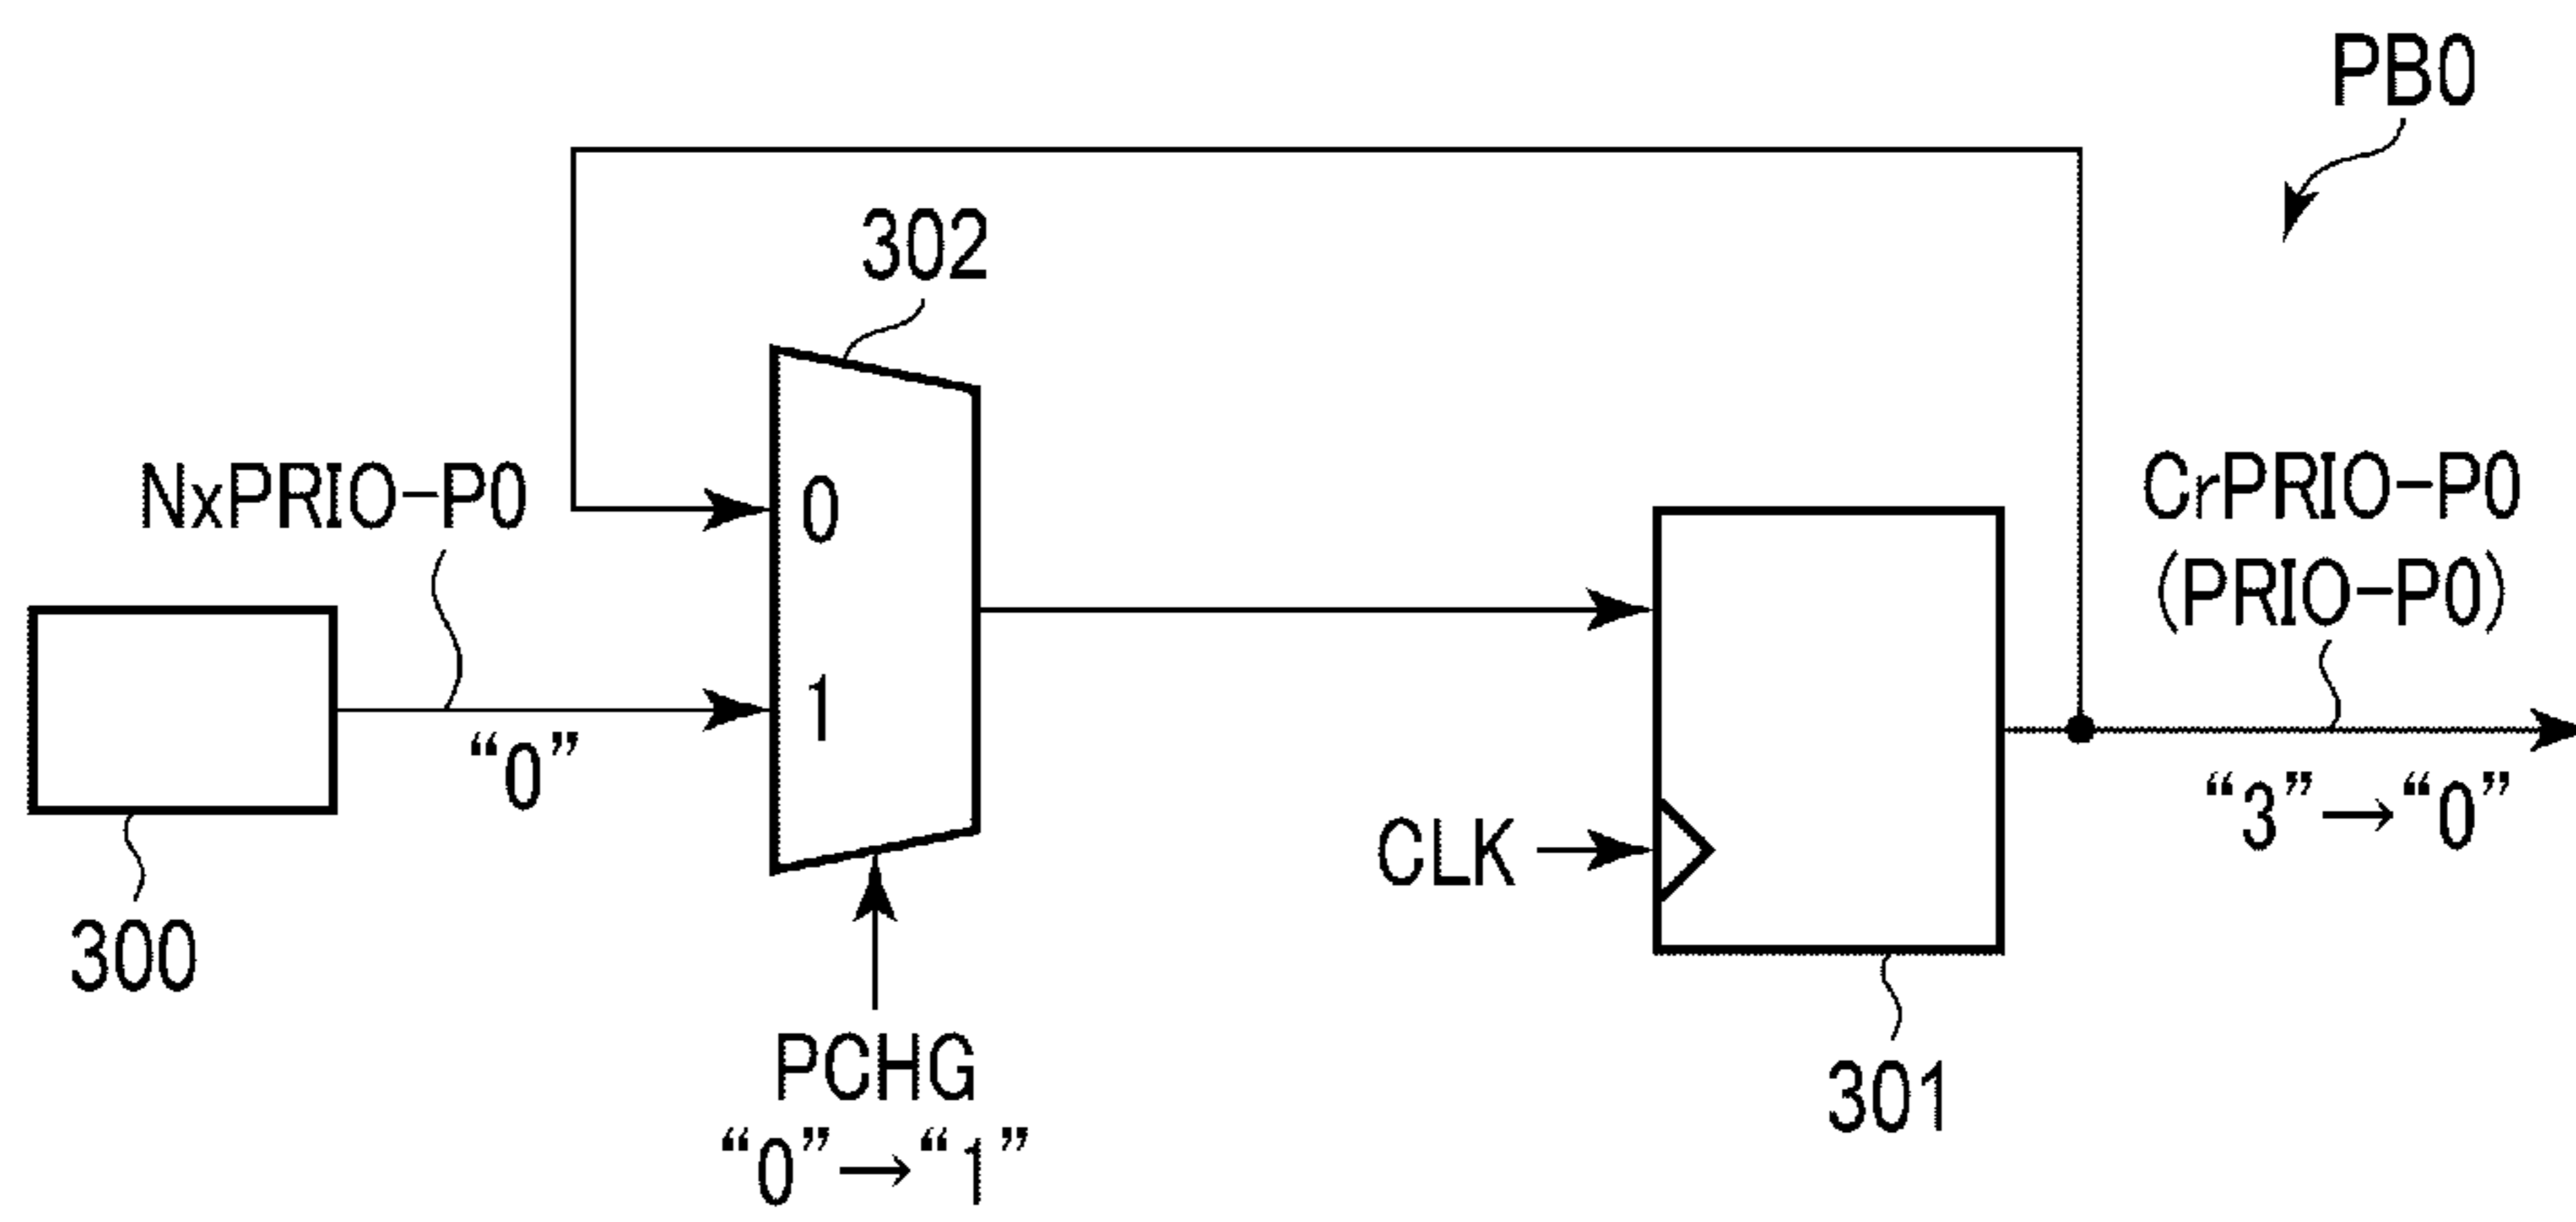 PB0
302
NxPRIO-P0
0
CrPRIO-P0
(PRIO-P0)
1
“0”
“3”→“0”
CLK
300
PCHG
“0”→“1”
301